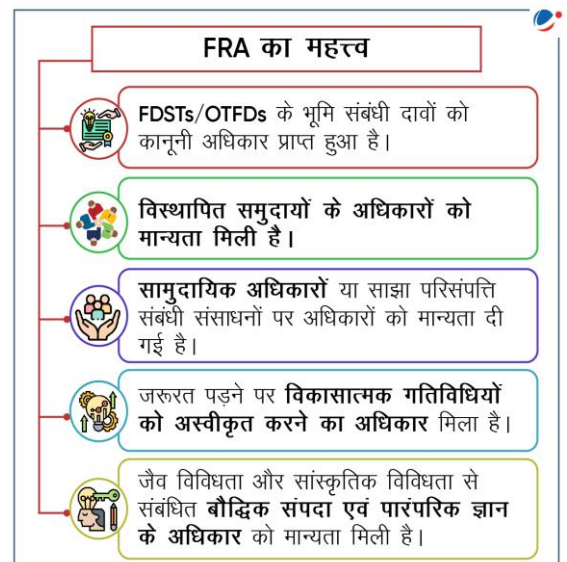 FRA का महत्त्व
FDSTs/OTFDs के भूमि संबंधी दावों को
कानूनी अधिकार प्राप्त हुआ है।
विस्थापित समुदायों के अधिकारों को
मान्यता मिली है।
सामुदायिक अधिकारों या साझा परिसंपत्ति
संबंधी संसाधनों पर अधिकारों को मान्यता दी
गई है।
जरूरत पड़ने पर विकासात्मक गतिविधियों
को अस्वीकृत करने का अधिकार मिला है।
जैव विविधता और सांस्कृतिक विविधता से
संबंधित बौद्धिक संपदा एवं पारंपरिक ज्ञान
के अधिकार को मान्यता मिली है।